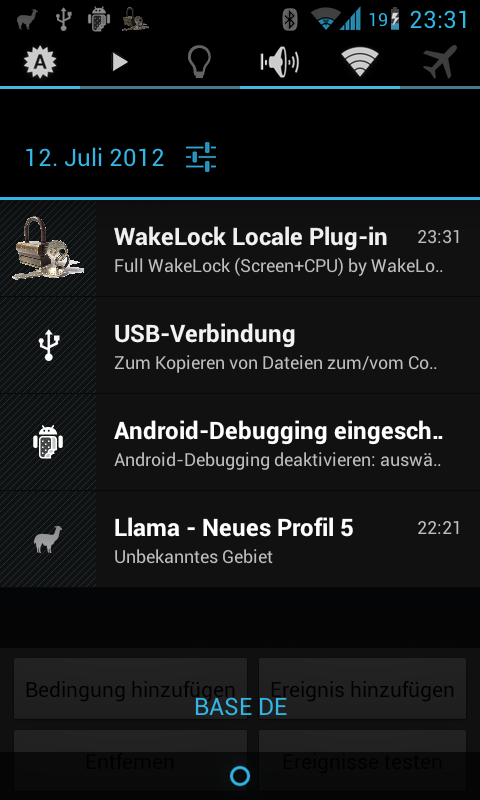 19 23:31
A
12. Juli 2012
WakeLock Locale Plug-in 23:31
Full WakeLock (Screen+CPU) by WakeLo..
USB-Verbindung
Zum Kopieren von Dateien zum/vom Co..
Android-Debugging eingesch..
Android-Debugging deaktivieren: auswä..
Llama - Neues Profil 5 22:21
Unbekanntes Gebiet
Bedingung hinzufügen Ereignis hinzufügen
BASE DE
Entfernen Ereignisse testen